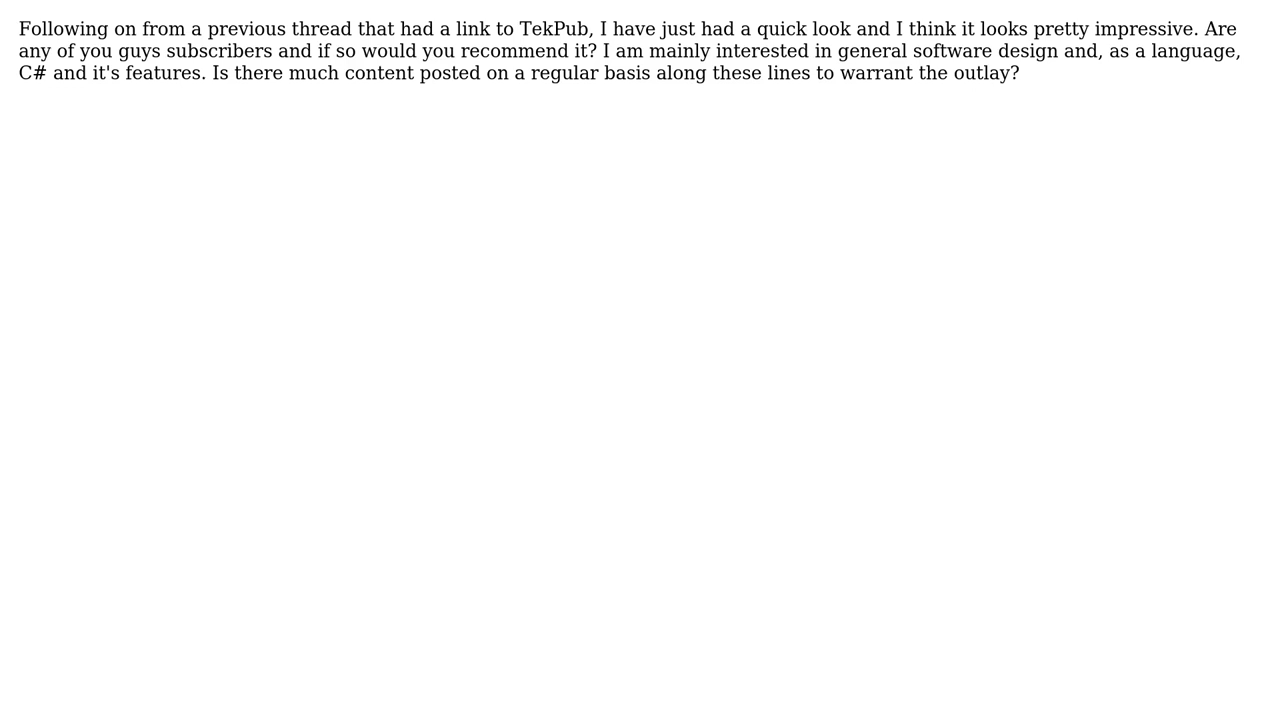 Following on from a previous thread that had a link to TekPub, I have just had a quick look and I think it looks pretty impressive. Are
any of you guys subscribers and if so would you recommend it? I am mainly interested in general software design and, as a language,
C# and it's features. Is there much content posted on a regular basis along these lines to warrant the outlay?